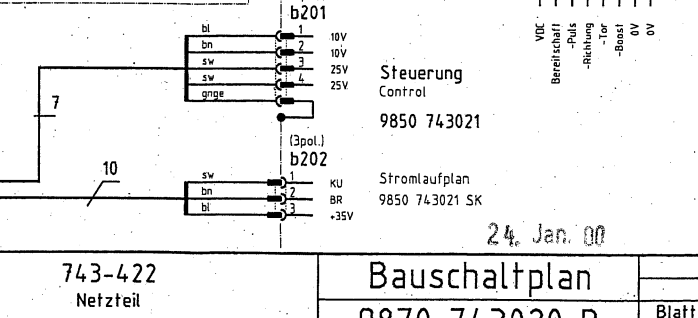 b201
bl 1 10V
bn 2 10V
sw 3 25V
sw 4 25V
gnge
7
VDC
Bereitschaft
-Puls
-Richtung
-Tor
-Boost
0V
0V
Steuerung
Control
9850 743021
(3pol.)
b202
10
sw 1 KU
bn 2 BR
bl 3 +35V
Stromlaufplan
9850 743021 SK
24. Jan. 00
743-422
Netzteil
Bauschaltplan
9870 743020 B
Blatt